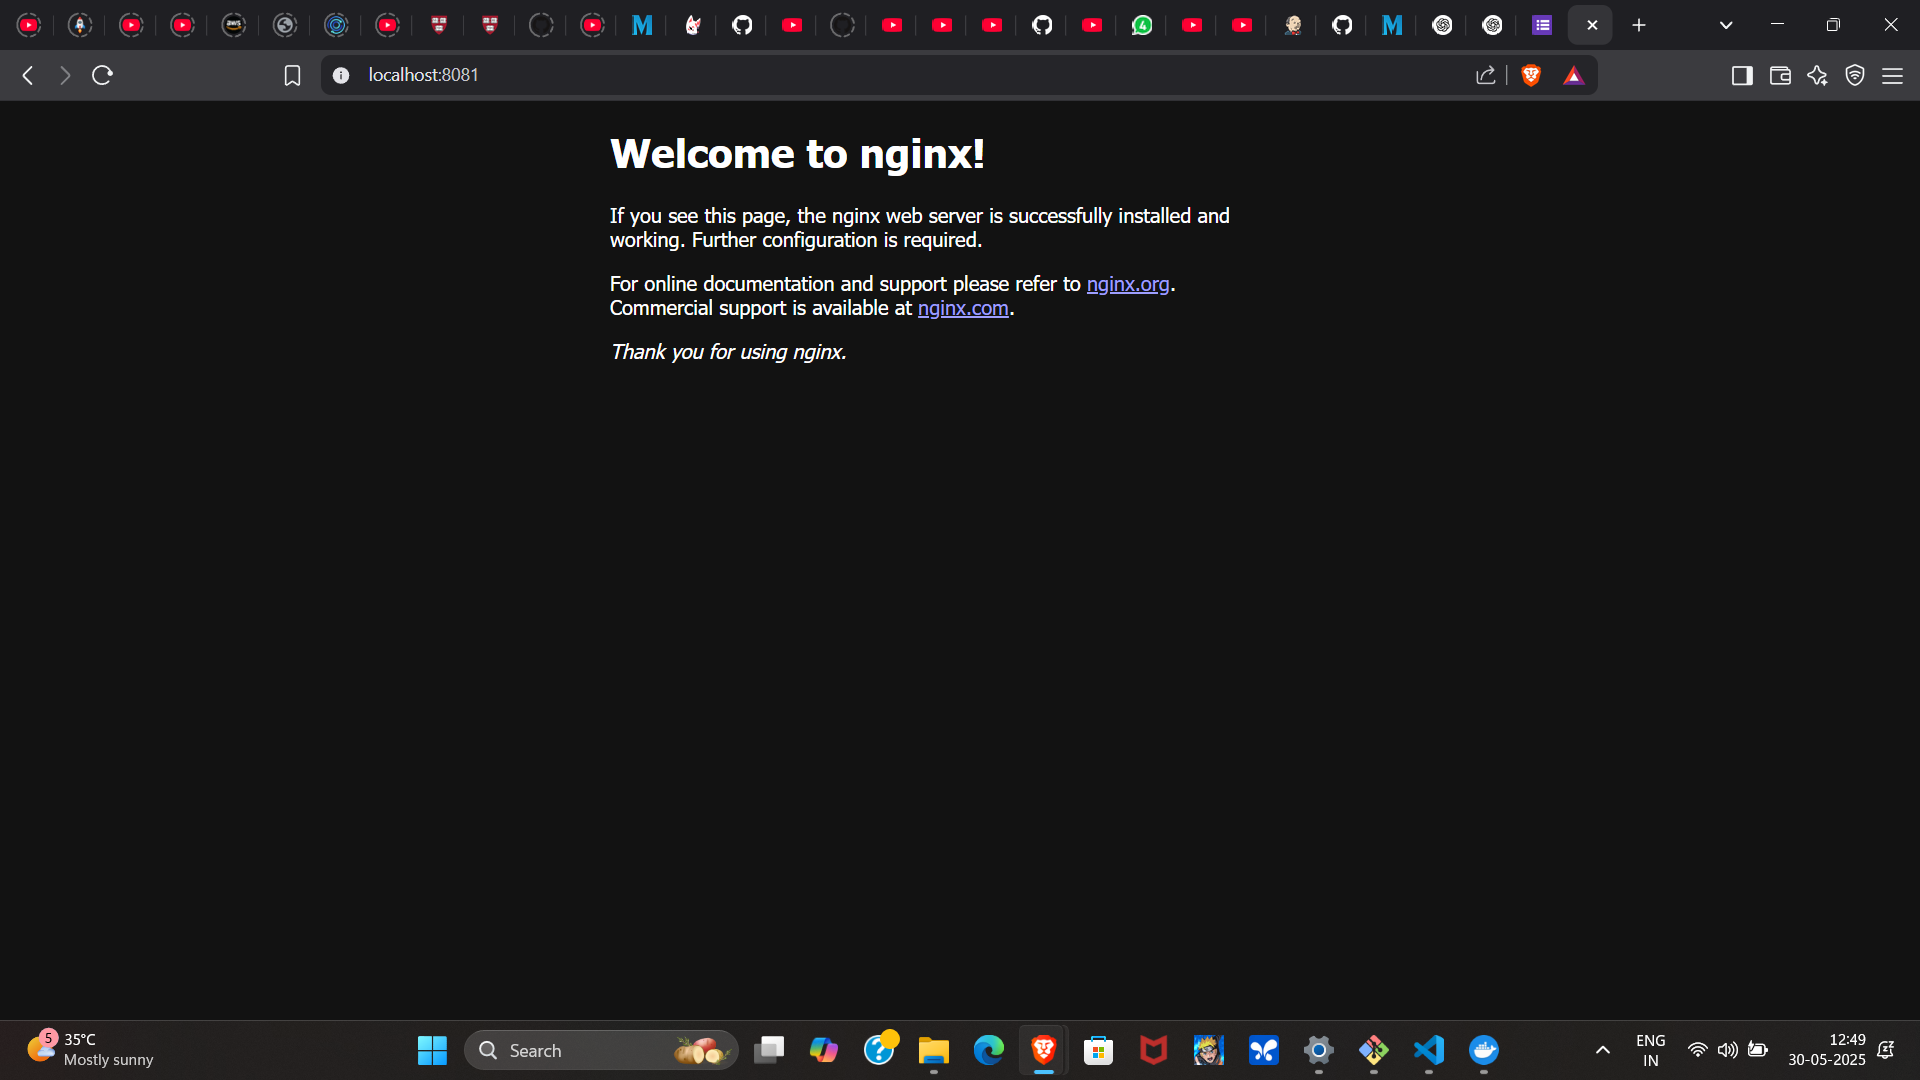 aws
4
localhost:8081
Welcome to nginx!
If you see this page, the nginx web server is successfully installed and
working. Further configuration is required.
For online documentation and support please refer to nginx.org.
Commercial support is available at nginx.com.
Thank you for using nginx.
5
35°C
Mostly sunny
Search
ENG
IN
12:49
30-05-2025